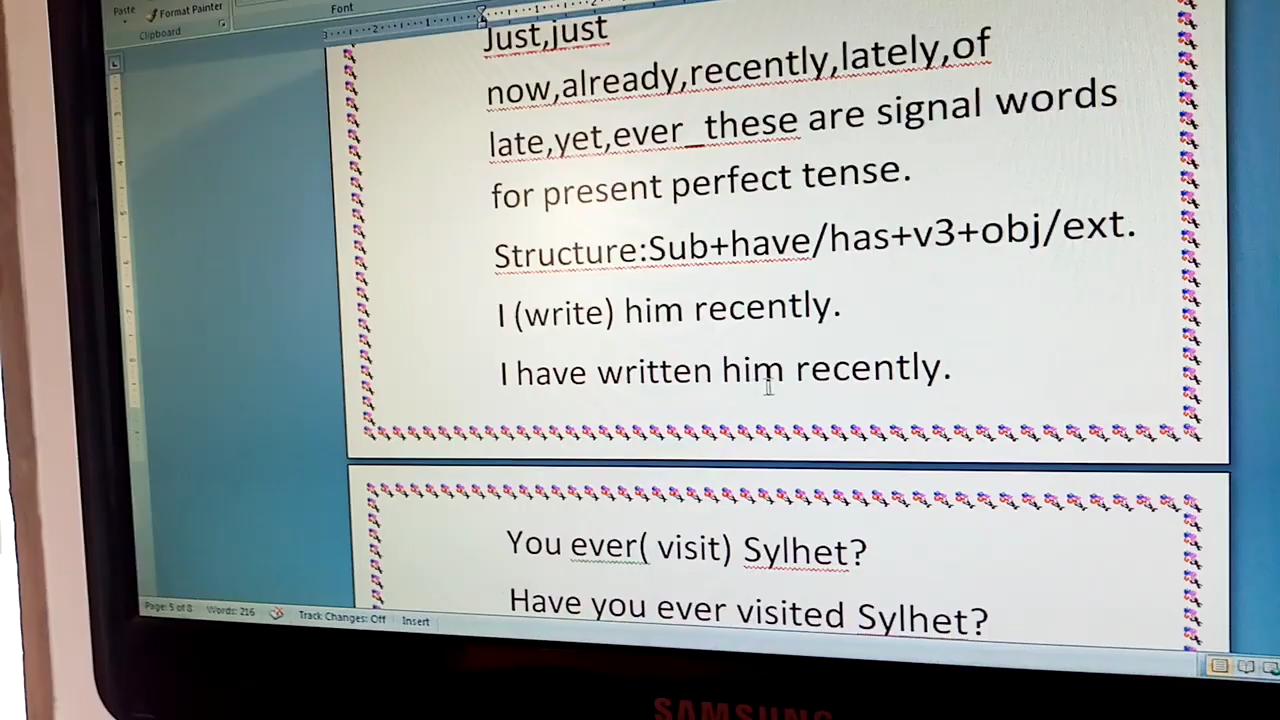 Paste
Format Painter
Clipboard
Font
Just,just
now,already,recently,lately,of
late,yet,ever_these are signal words
for present perfect tense.
Structure:Sub+have/has+v3+obj/ext.
I (write) him recently.
I have written him recently.
You ever( visit) Sylhet?
Have you ever visited Sylhet?
Page: 5 of 8 Words: 216 Track Changes: Off Insert
SAMSUNG